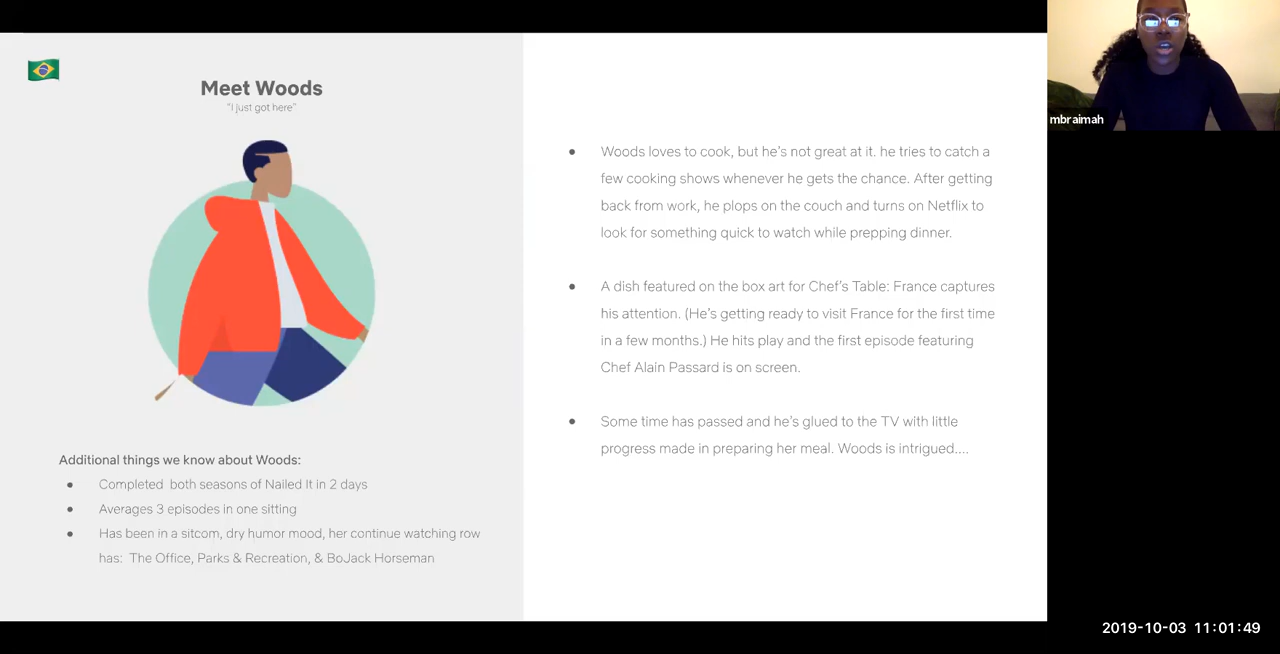 Meet Woods
"I just got here"
Additional things we know about Woods:
● Completed both seasons of Nailed It in 2 days
● Averages 3 episodes in one sitting
● Has been in a sitcom, dry humor mood, her continue watching row
has: The Office, Parks & Recreation, & BoJack Horseman
● Woods loves to cook, but he's not great at it. he tries to catch a
few cooking shows whenever he gets the chance. After getting
back from work, he plops on the couch and turns on Netflix to
look for something quick to watch while prepping dinner.
● A dish featured on the box art for Chef's Table: France captures
his attention. (He's getting ready to visit France for the first time
in a few months.) He hits play and the first episode featuring
Chef Alain Passard is on screen.
● Some time has passed and he's glued to the TV with little
progress made in preparing her meal. Woods is intrigued....
mbraimah
2019-10-03 11:01:49